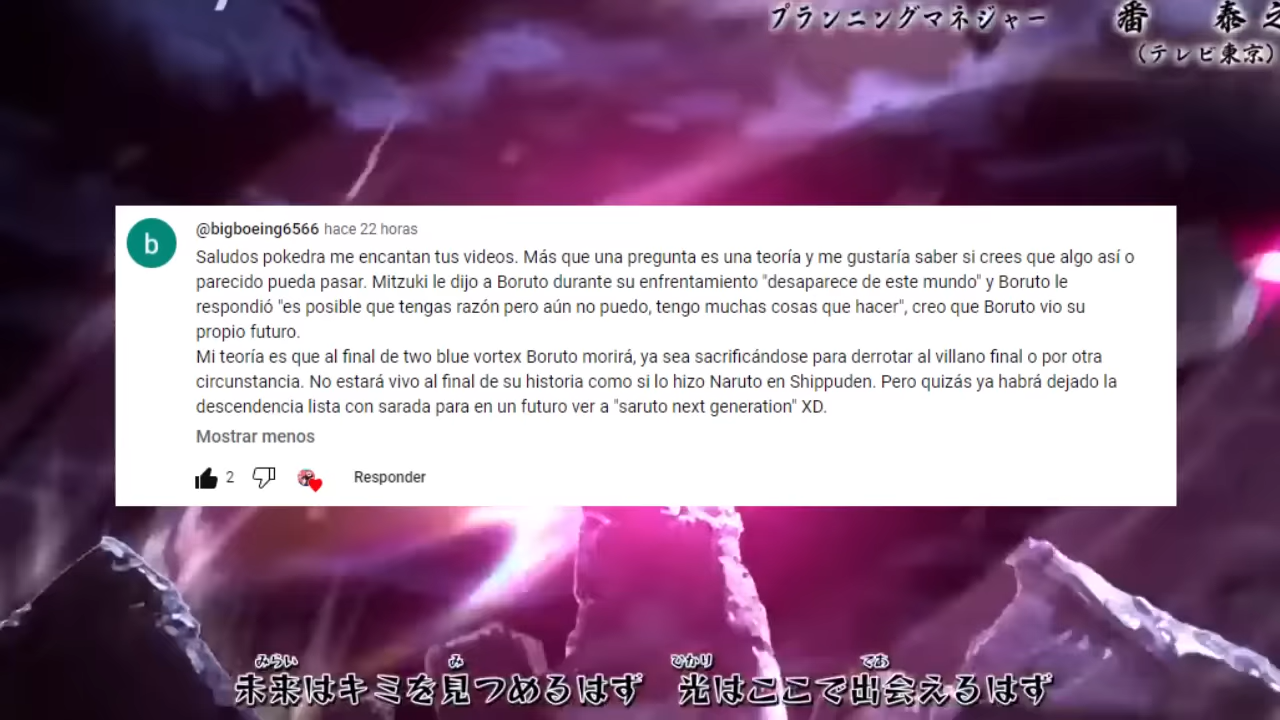 プランニングマネジャー 番 泰之
(テレビ東京)
b
@bigboeing6566 hace 22 horas
Saludos pokedra me encantan tus videos. Más que una pregunta es una teoría y me gustaría saber si crees que algo así o
parecido pueda pasar. Mitzuki le dijo a Boruto durante su enfrentamiento "desaparece de este mundo" y Boruto le
respondió "es posible que tengas razón pero aún no puedo, tengo muchas cosas que hacer", creo que Boruto vio su
propio futuro.
Mi teoría es que al final de two blue vortex Boruto morirá, ya sea sacrificándose para derrotar al villano final o por otra
circunstancia. No estará vivo al final de su historia como si lo hizo Naruto en Shippuden. Pero quizás ya habrá dejado la
descendencia lista con sarada para en un futuro ver a "saruto next generation" XD.
Mostrar menos
2 Responder
みらい み ひかり であ
未来はキミを見つめるはず 光はここで出会えるはず